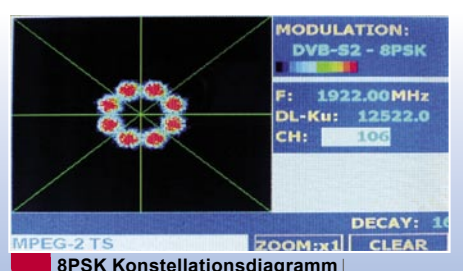 MODULATION:
DVB-S2 - 8PSK
F: 1922.00MHz
DL-Ku: 12522.0
CH: 106
DECAY: 16
MPEG-2 TS
ZOOM:x1 CLEAR
8PSK Konstellationsdiagramm